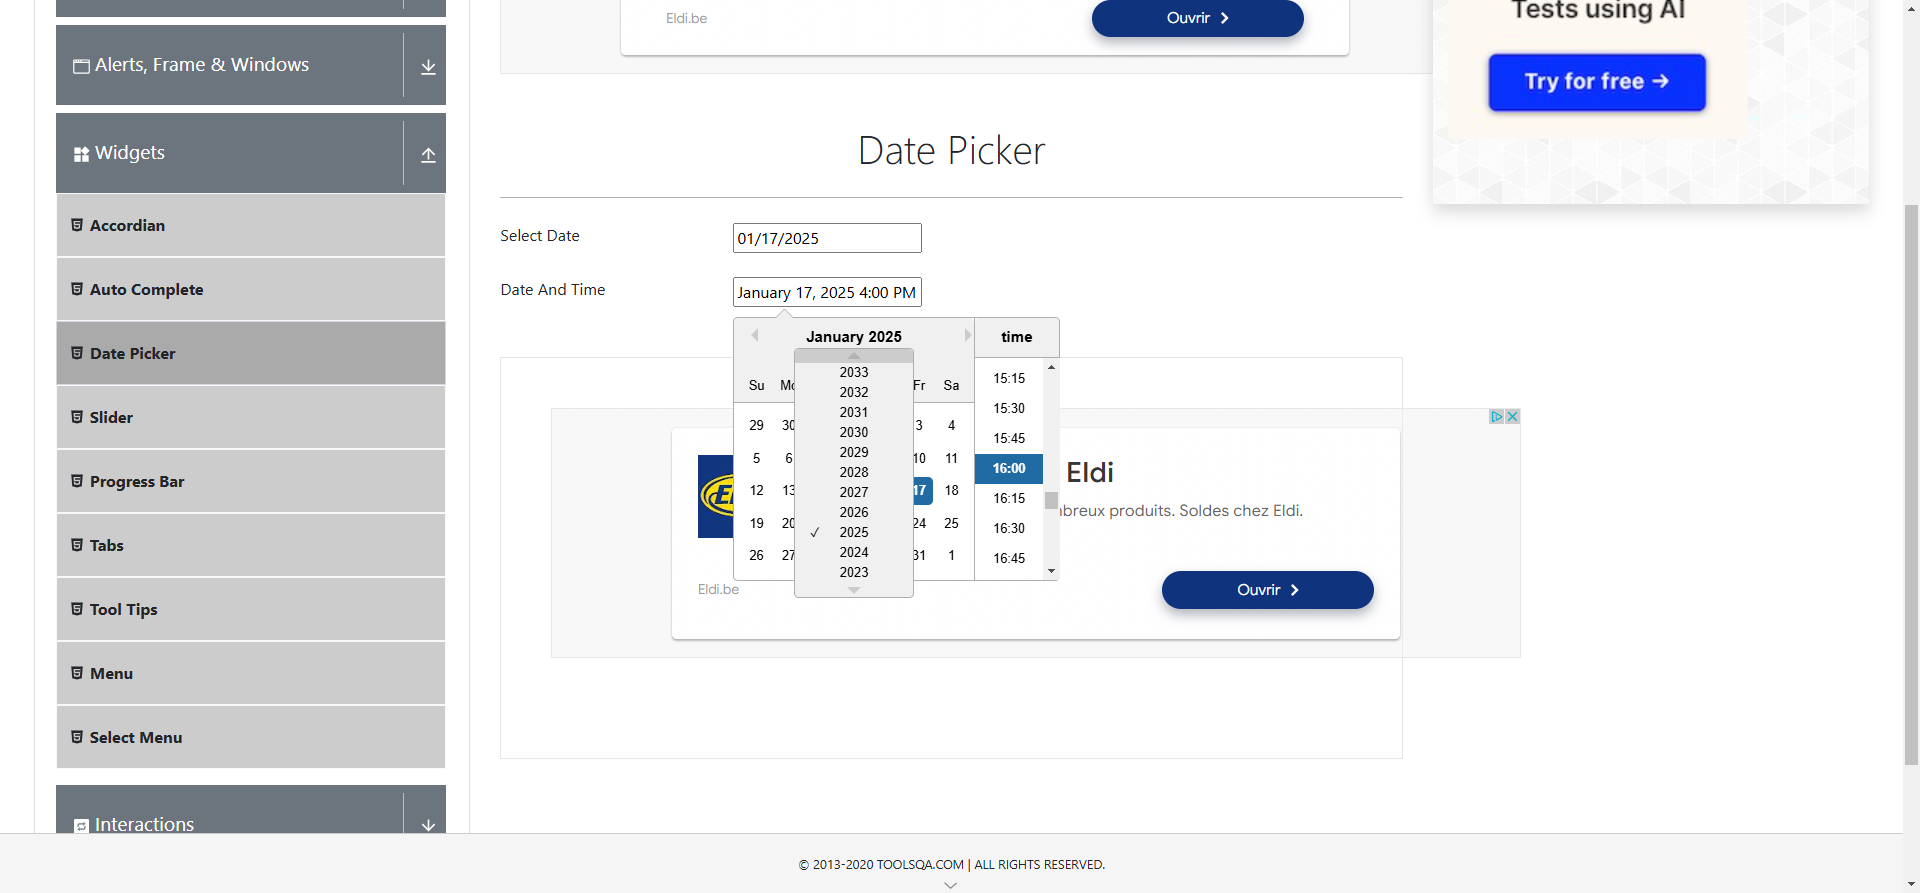 Eldi.be
Ouvrir
Tests using AI
Try for free →
Alerts, Frame & Windows
Widgets
Accordian
Auto Complete
Date Picker
Slider
Progress Bar
Tabs
Tool Tips
Menu
Select Menu
Interactions
Date Picker
Select Date
01/17/2025
Date And Time
January 17, 2025 4:00 PM
January 2025
time
2033
2032
2031
2030
2029
2028
2027
2026
✓ 2025
2024
2023
Su Mo Fr Sa
29 30 3 4
5 6 10 11
12 13 17 18
19 20 24 25
26 27 31 1
15:15
15:30
15:45
16:00
16:15
16:30
16:45
Eldi
produits. Soldes chez Eldi.
Eldi.be
Ouvrir
© 2013-2020 TOOLSQA.COM | ALL RIGHTS RESERVED.